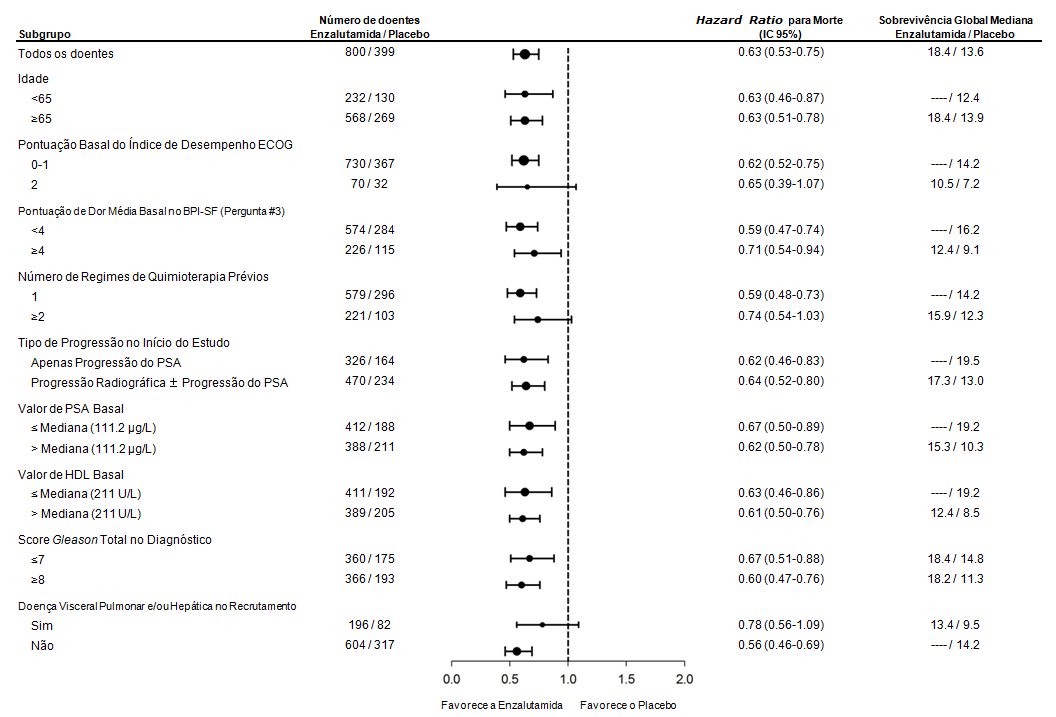 Número de doentes Hazard Ratio para Morte Sobrevivência Global Mediana
Subgrupo Enzalutamida / Placebo (IC 95%) Enzalutamida / Placebo
Todos os doentes 800 / 399 0.63 (0.53-0.75) 18.4 / 13.6
Idade
<65 232 / 130 0.63 (0.46-0.87) ---- / 12.4
≥65 568 / 269 0.63 (0.51-0.78) 18.4 / 13.9
Pontuação Basal do Índice de Desempenho ECOG
0-1 730 / 367 0.62 (0.52-0.75) ---- / 14.2
2 70 / 32 0.65 (0.39-1.07) 10.5 / 7.2
Pontuação de Dor Média Basal no BPI-SF (Pergunta #3)
<4 574 / 284 0.59 (0.47-0.74) ---- / 16.2
≥4 226 / 115 0.71 (0.54-0.94) 12.4 / 9.1
Número de Regimes de Quimioterapia Prévios
1 579 / 296 0.59 (0.48-0.73) ---- / 14.2
≥2 221 / 103 0.74 (0.54-1.03) 15.9 / 12.3
Tipo de Progressão no Início do Estudo
Apenas Progressão do PSA 326 / 164 0.62 (0.46-0.83) ---- / 19.5
Progressão Radiográfica ± Progressão do PSA 470 / 234 0.64 (0.52-0.80) 17.3 / 13.0
Valor de PSA Basal
≤ Mediana (111.2 µg/L) 412 / 188 0.67 (0.50-0.89) ---- / 19.2
> Mediana (111.2 µg/L) 388 / 211 0.62 (0.50-0.78) 15.3 / 10.3
Valor de HDL Basal
≤ Mediana (211 U/L) 411 / 192 0.63 (0.46-0.86) ---- / 19.2
> Mediana (211 U/L) 389 / 205 0.61 (0.50-0.76) 12.4 / 8.5
Score Gleason Total no Diagnóstico
≤7 360 / 175 0.67 (0.51-0.88) 18.4 / 14.8
≥8 366 / 193 0.60 (0.47-0.76) 18.2 / 11.3
Doença Visceral Pulmonar e/ou Hepática no Recrutamento
Sim 196 / 82 0.78 (0.56-1.09) 13.4 / 9.5
Não 604 / 317 0.56 (0.46-0.69) ---- / 14.2
0.0 0.5 1.0 1.5 2.0
Favorece a Enzalutamida Favorece o Placebo